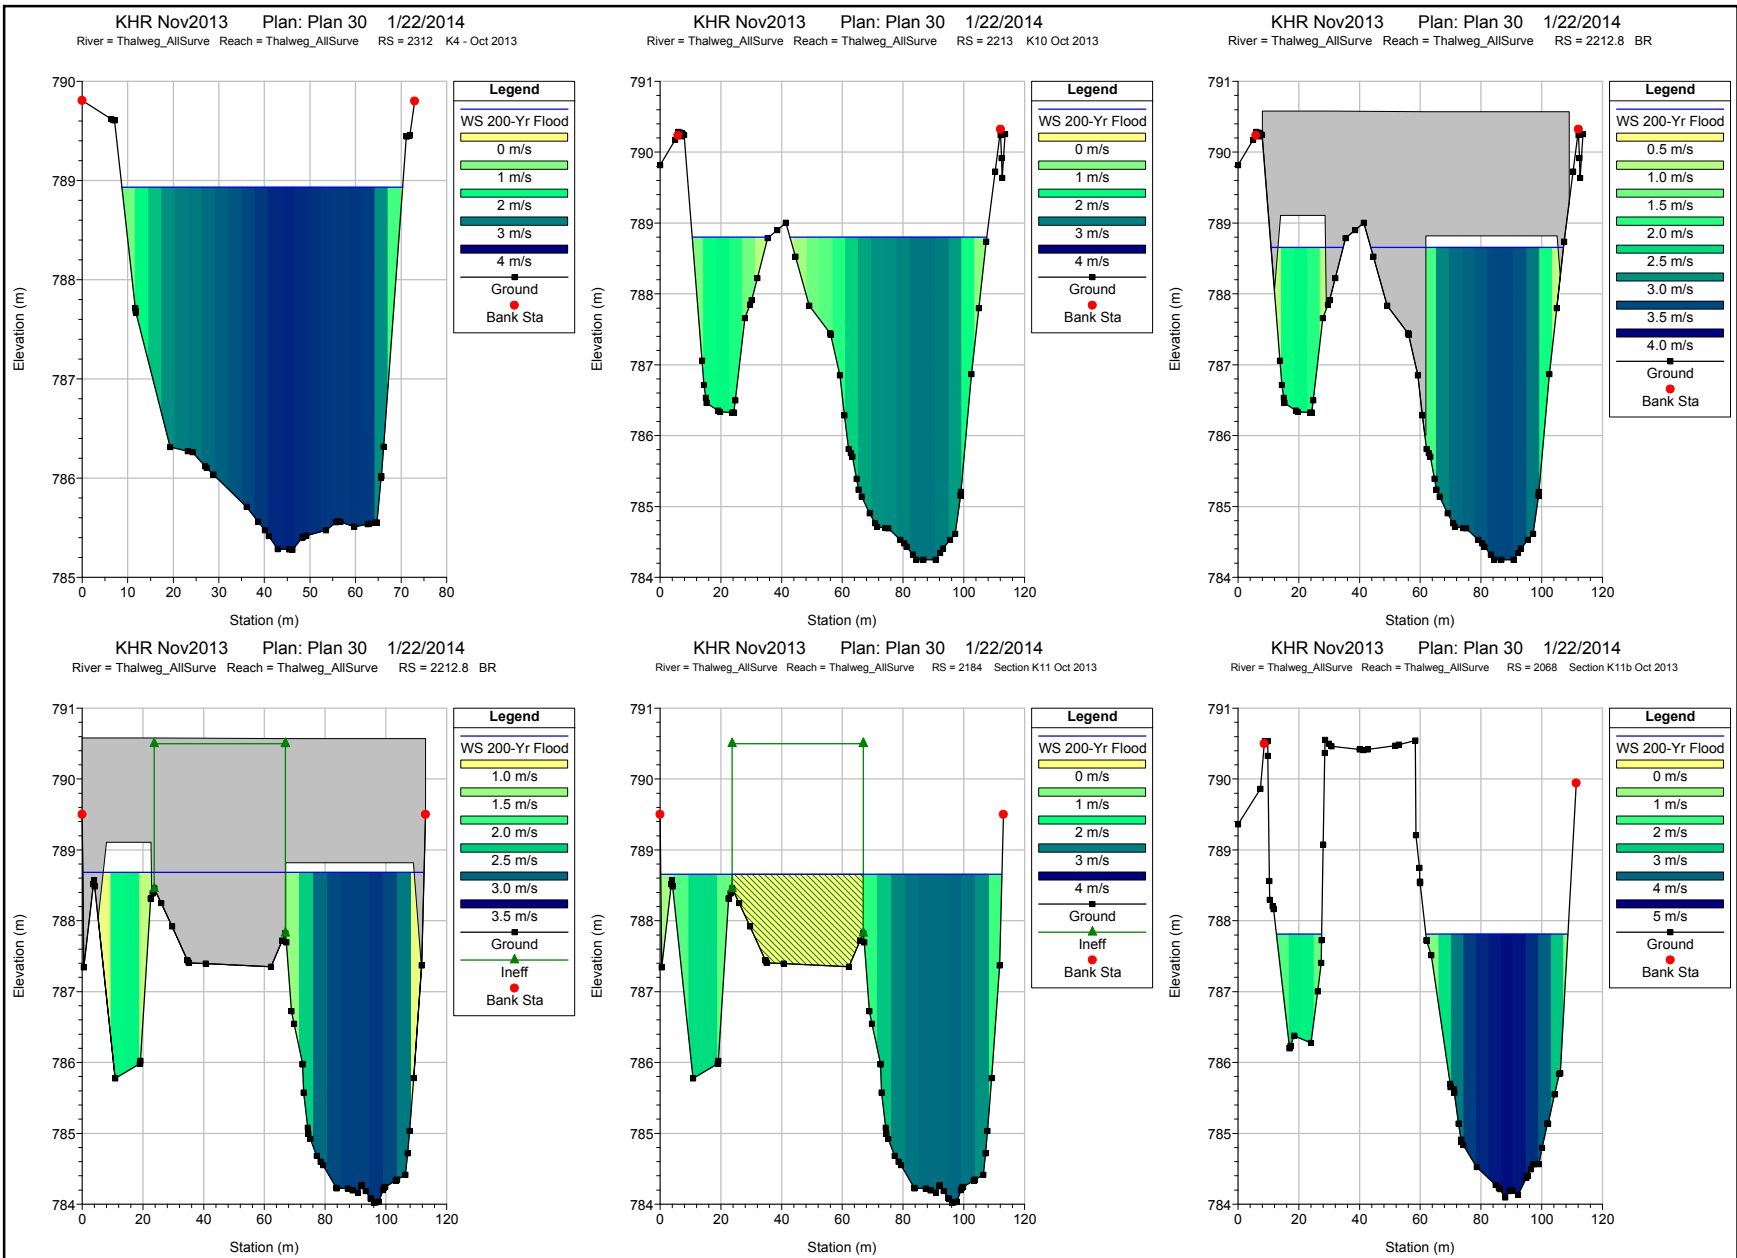 KHR Nov2013 Plan: Plan 30 1/22/2014
River = Thalweg_AllSurve Reach = Thalweg_AllSurve RS = 2312 K4 - Oct 2013
790
789
788
787
786
785
0 10 20 30 40 50 60 70 80
Station (m)
Elevation (m)
Legend
WS 200-Yr Flood
0 m/s
1 m/s
2 m/s
3 m/s
4 m/s
Ground
Bank Sta
KHR Nov2013 Plan: Plan 30 1/22/2014
River = Thalweg_AllSurve Reach = Thalweg_AllSurve RS = 2213 K10 Oct 2013
791
790
789
788
787
786
785
784
0 20 40 60 80 100 120
Station (m)
Elevation (m)
Legend
WS 200-Yr Flood
0 m/s
1 m/s
2 m/s
3 m/s
4 m/s
Ground
Bank Sta
KHR Nov2013 Plan: Plan 30 1/22/2014
River = Thalweg_AllSurve Reach = Thalweg_AllSurve RS = 2212.8 BR
791
790
789
788
787
786
785
784
0 20 40 60 80 100 120
Station (m)
Elevation (m)
Legend
WS 200-Yr Flood
0.5 m/s
1.0 m/s
1.5 m/s
2.0 m/s
2.5 m/s
3.0 m/s
3.5 m/s
4.0 m/s
Ground
Bank Sta
KHR Nov2013 Plan: Plan 30 1/22/2014
River = Thalweg_AllSurve Reach = Thalweg_AllSurve RS = 2212.8 BR
791
790
789
788
787
786
785
784
0 20 40 60 80 100 120
Station (m)
Elevation (m)
Legend
WS 200-Yr Flood
1.0 m/s
1.5 m/s
2.0 m/s
2.5 m/s
3.0 m/s
3.5 m/s
Ground
Ineff
Bank Sta
KHR Nov2013 Plan: Plan 30 1/22/2014
River = Thalweg_AllSurve Reach = Thalweg_AllSurve RS = 2184 Section K11 Oct 2013
791
790
789
788
787
786
785
784
0 20 40 60 80 100 120
Station (m)
Elevation (m)
Legend
WS 200-Yr Flood
0 m/s
1 m/s
2 m/s
3 m/s
4 m/s
Ground
Ineff
Bank Sta
KHR Nov2013 Plan: Plan 30 1/22/2014
River = Thalweg_AllSurve Reach = Thalweg_AllSurve RS = 2068 Section K11b Oct 2013
791
790
789
788
787
786
785
784
0 20 40 60 80 100 120
Station (m)
Elevation (m)
Legend
WS 200-Yr Flood
0 m/s
1 m/s
2 m/s
3 m/s
4 m/s
5 m/s
Ground
Bank Sta